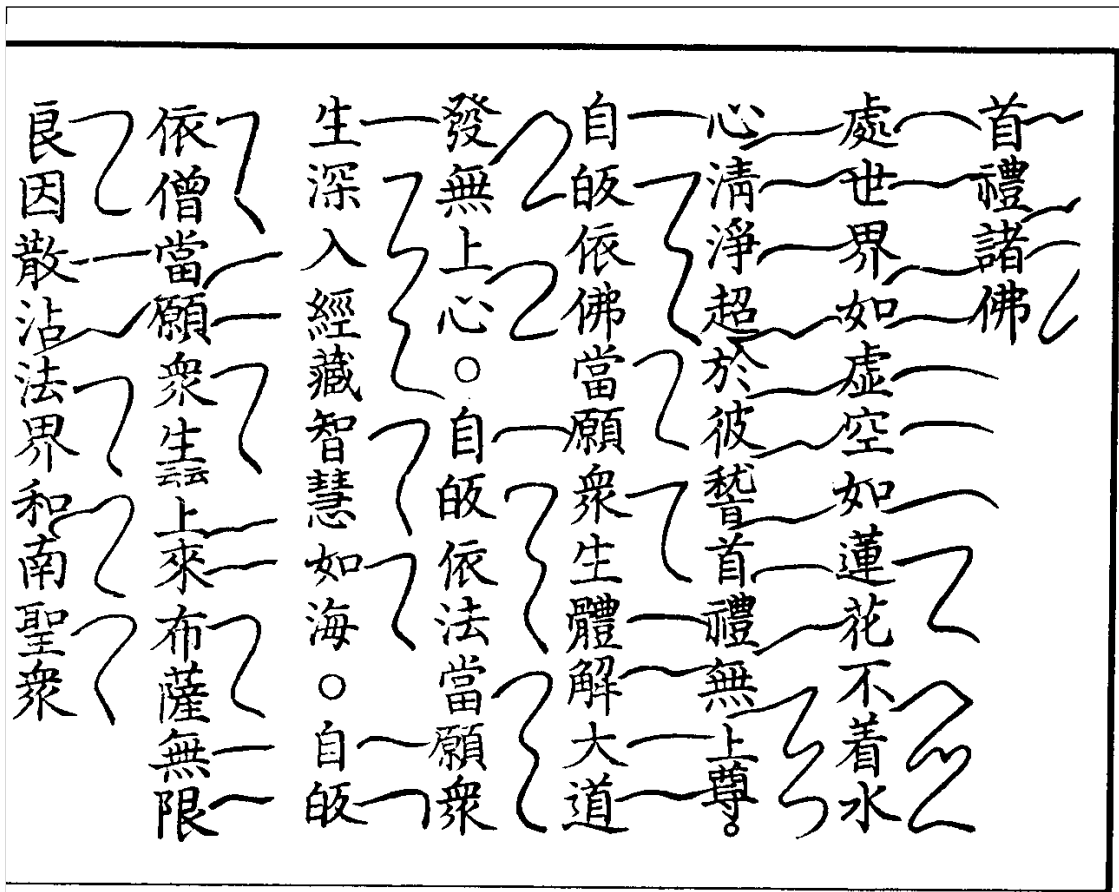 首禮諸佛
處世界如虛空如蓮花不着水
心清淨超於彼稽首禮無上尊。
自皈依佛當願衆生體解大道
發無上心○自皈依法當願衆
生深入經藏智慧如海○自皈
依僧當願衆生云云上來布薩無限
良因散沾法界和南聖衆